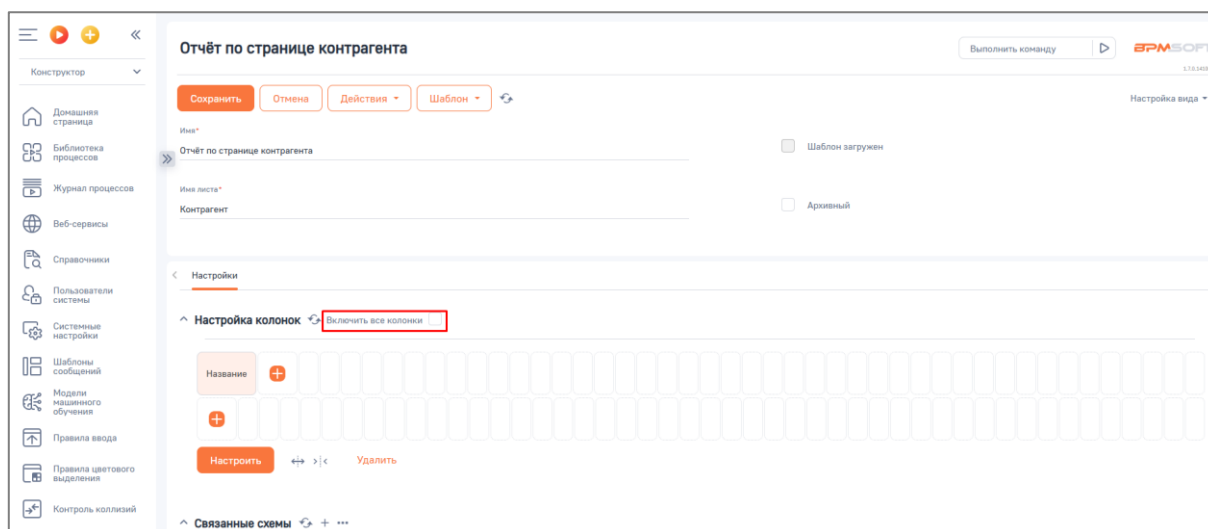 Отчёт по странице контрагента
Выполнить команду
BPMSOFT
Конструктор
Сохранить
Отмена
Действия
Шаблон
Настройка вида
Домашняя
страница
Библиотека
процессов
Журнал процессов
Веб-сервисы
Справочники
Пользователи
системы
Системные
настройки
Шаблоны
сообщений
Модели
машинного
обучения
Правила ввода
Правила цветового
выделения
Контроль коллизий
Имя*
Отчёт по странице контрагента
Шаблон загружен
Имя листа*
Контрагент
Архивный
Настройки
Настройка колонок Включить все колонки
Название
Настроить
Удалить
Связанные схемы